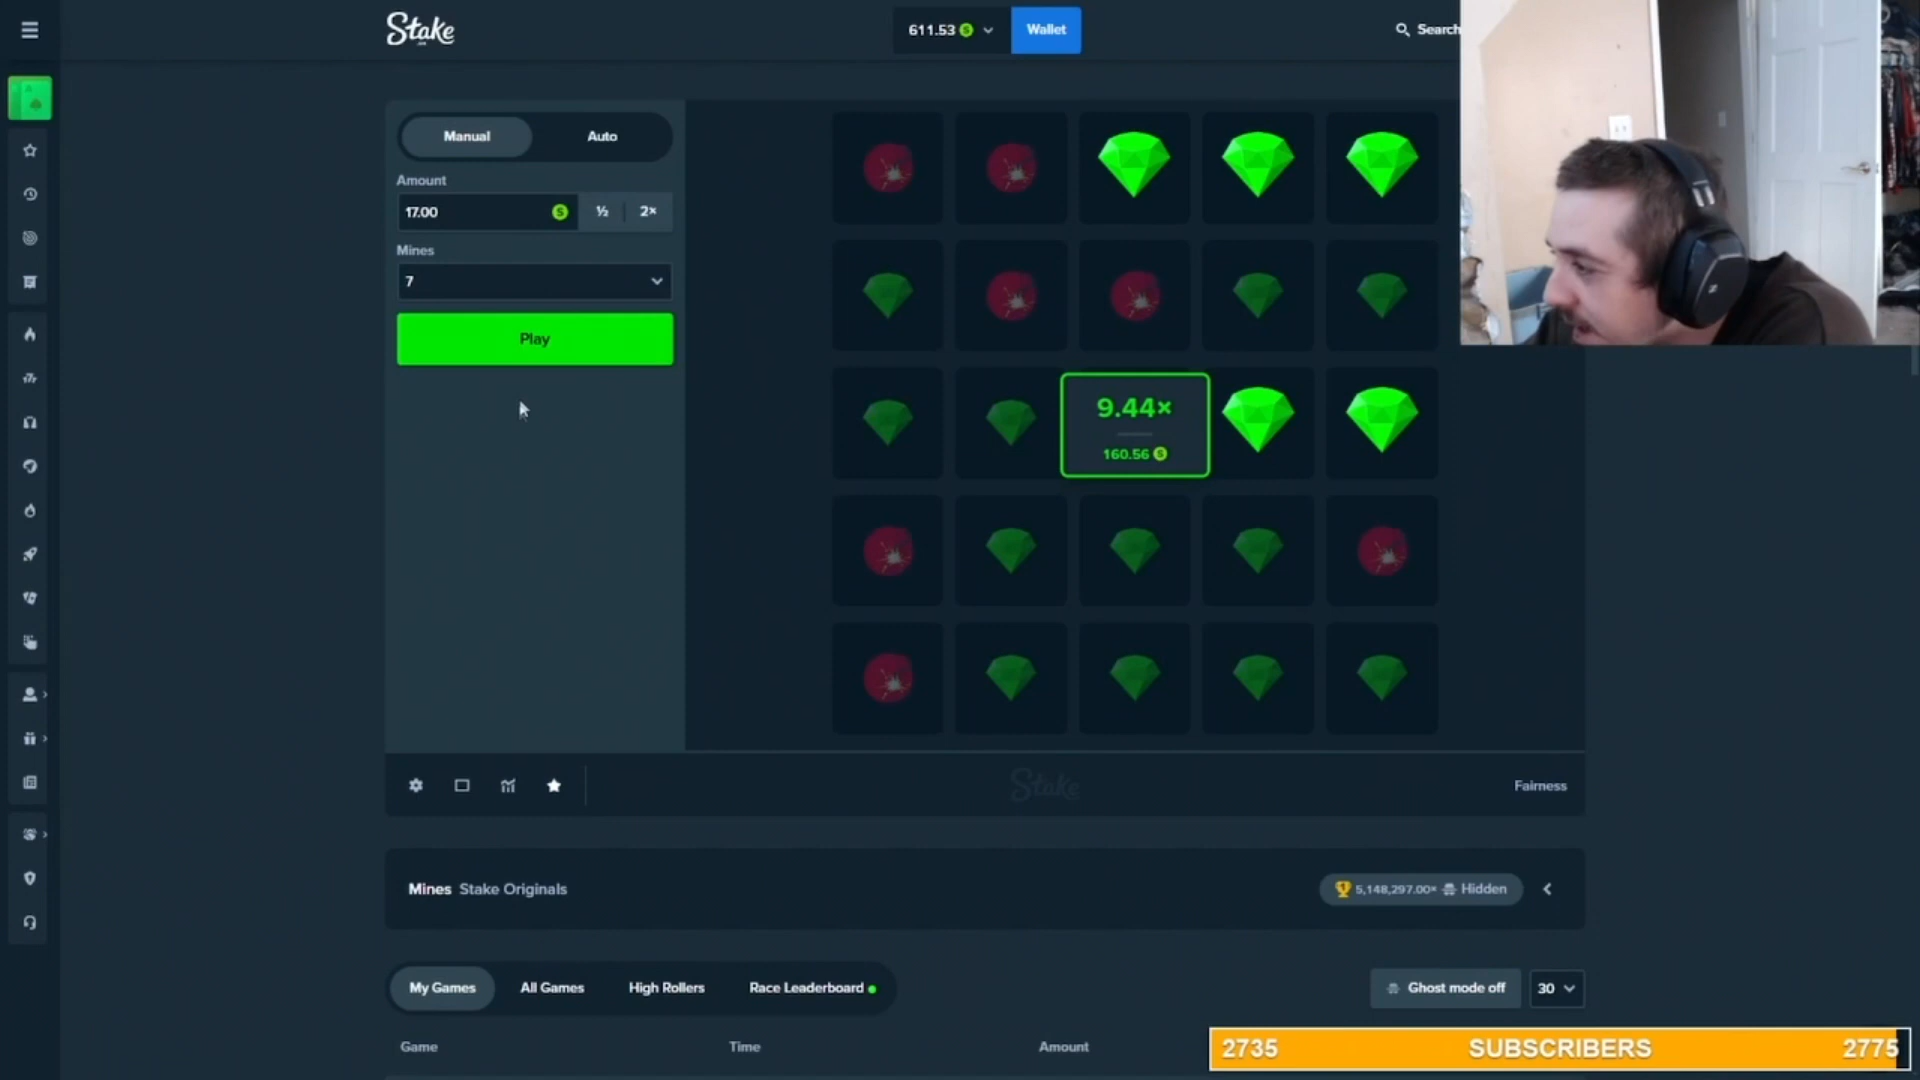 Stake
611.53
Wallet
Search
Manual
Auto
Amount
17.00
½
2×
Mines
7
Play
9.44×
160.56
Stake
Fairness
Mines Stake Originals
5,148,297.00× Hidden
My Games
All Games
High Rollers
Race Leaderboard
Ghost mode off
30
Game
Time
Amount
2735 SUBSCRIBERS 2775